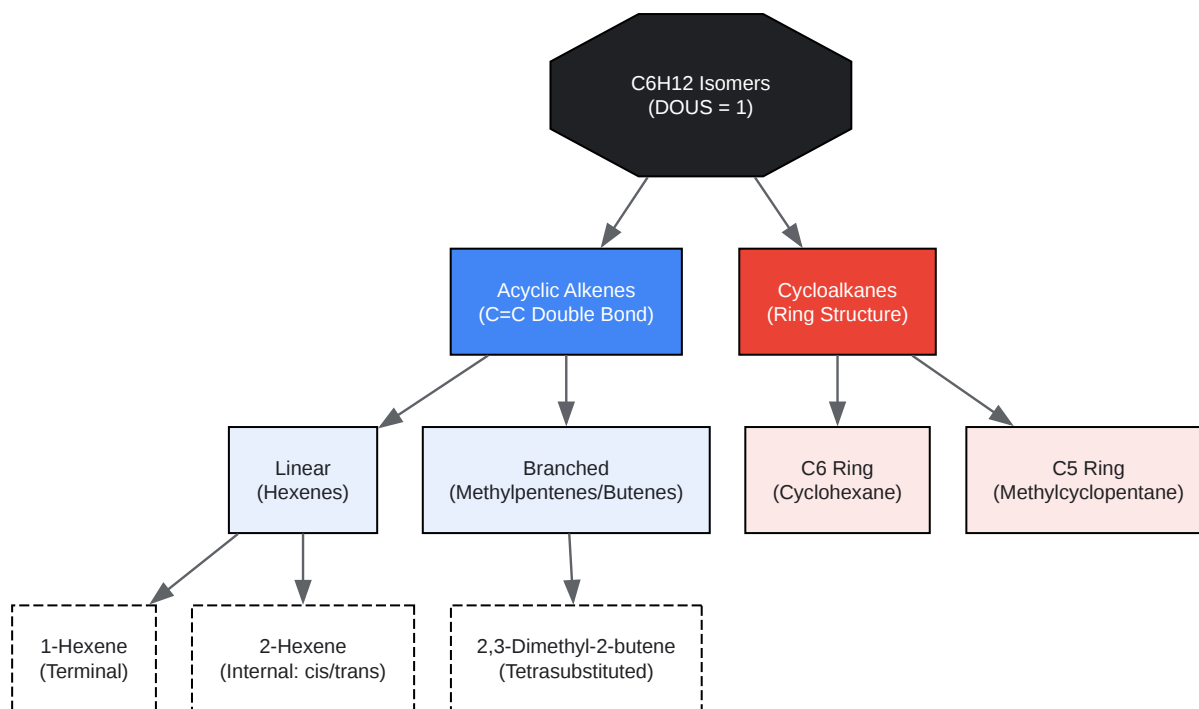 C6H12 Isomers
(DOUS = 1)
Acyclic Alkenes
(C=C Double Bond)
Cycloalkanes
(Ring Structure)
Linear
(Hexenes)
Branched
(Methylpentenes/Butenes)
C6 Ring
(Cyclohexane)
C5 Ring
(Methylcyclopentane)
1-Hexene
(Terminal)
2-Hexene
(Internal: cis/trans)
2,3-Dimethyl-2-butene
(Tetrasubstituted)